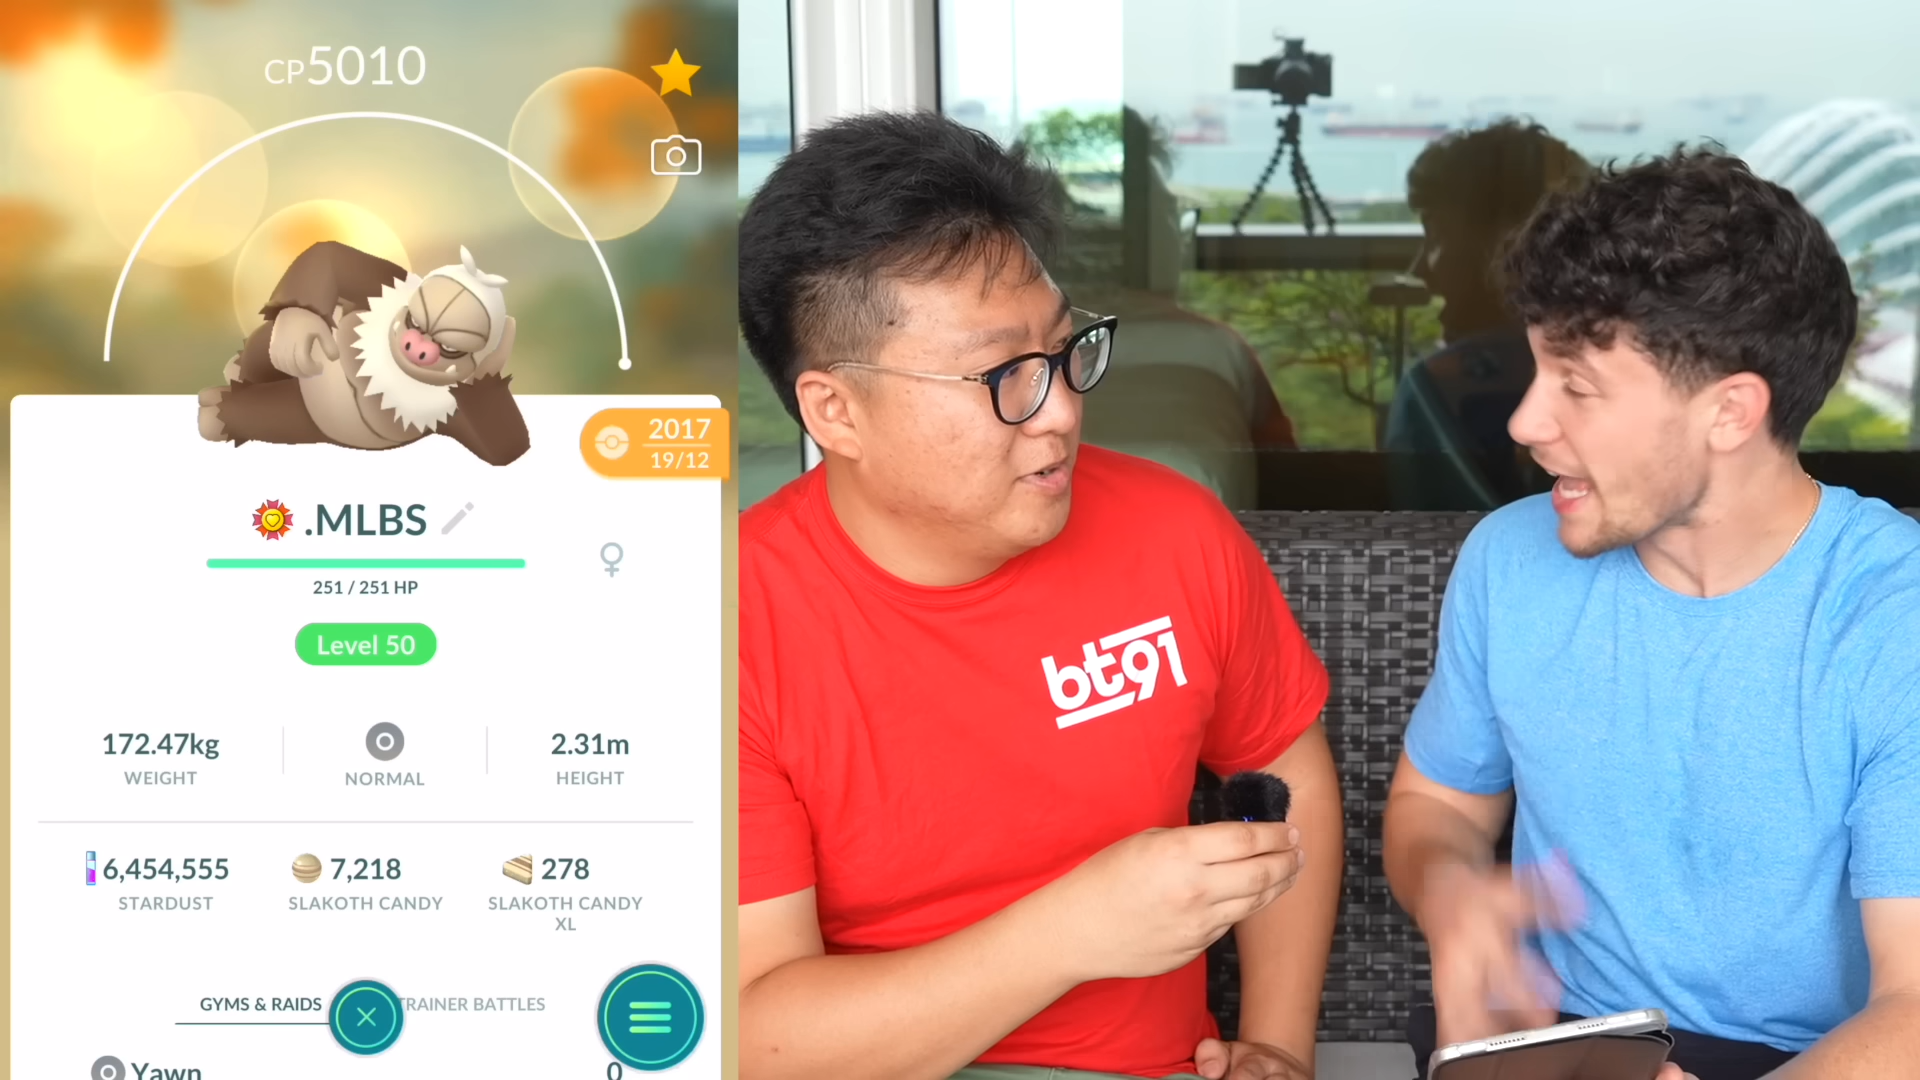 CP5010
2017
19/12
.MLBS
251 / 251 HP
Level 50
172.47kg
WEIGHT
NORMAL
2.31m
HEIGHT
6,454,555
STARDUST
7,218
SLAKOTH CANDY
278
SLAKOTH CANDY
XL
GYMS & RAIDS
TRAINER BATTLES
Yawn
0
bt91